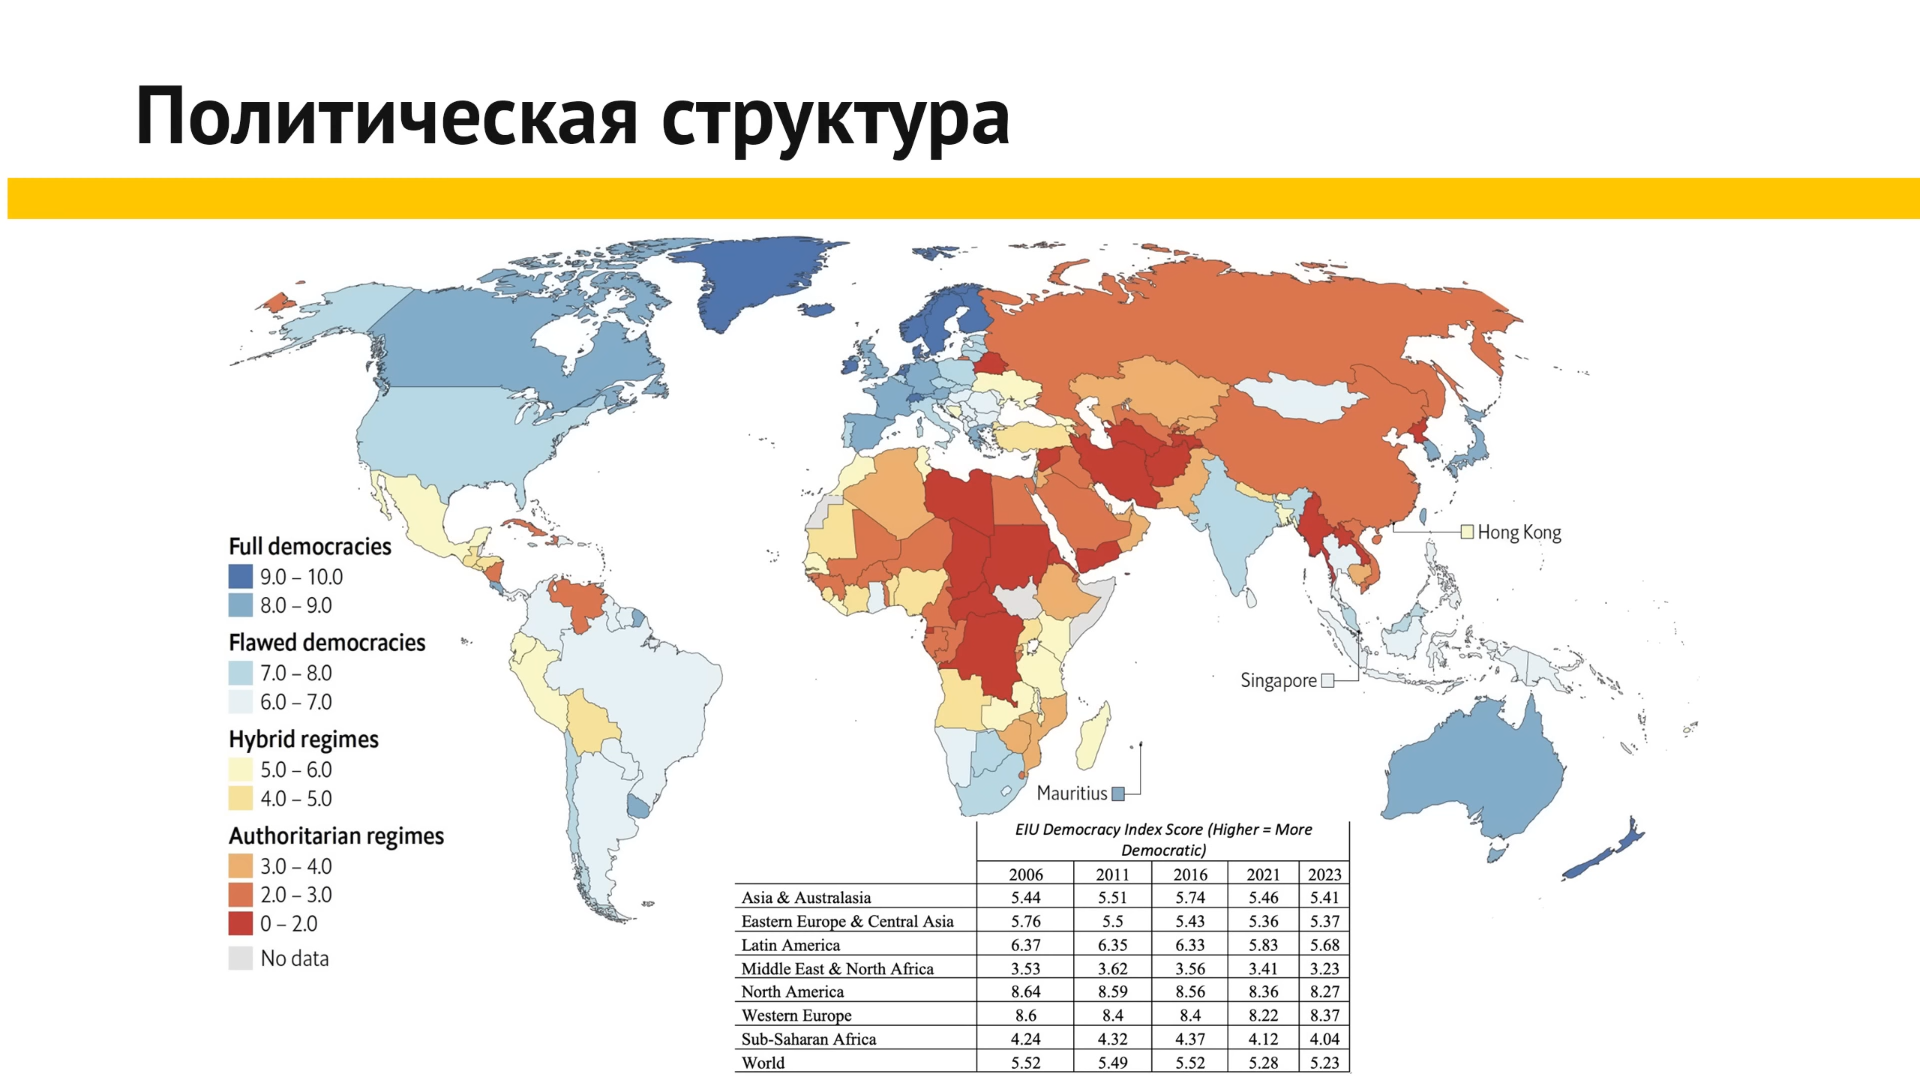 Политическая структура
Full democracies
9.0 – 10.0
8.0 – 9.0
Flawed democracies
7.0 – 8.0
6.0 – 7.0
Hybrid regimes
5.0 – 6.0
4.0 – 5.0
Authoritarian regimes
3.0 – 4.0
2.0 – 3.0
0 – 2.0
No data
Hong Kong
Singapore
Mauritius
EIU Democracy Index Score (Higher = More
Democratic)
2006 2011 2016 2021 2023
Asia & Australasia 5.44 5.51 5.74 5.46 5.41
Eastern Europe & Central Asia 5.76 5.5 5.43 5.36 5.37
Latin America 6.37 6.35 6.33 5.83 5.68
Middle East & North Africa 3.53 3.62 3.56 3.41 3.23
North America 8.64 8.59 8.56 8.36 8.27
Western Europe 8.6 8.4 8.4 8.22 8.37
Sub-Saharan Africa 4.24 4.32 4.37 4.12 4.04
World 5.52 5.49 5.52 5.28 5.23